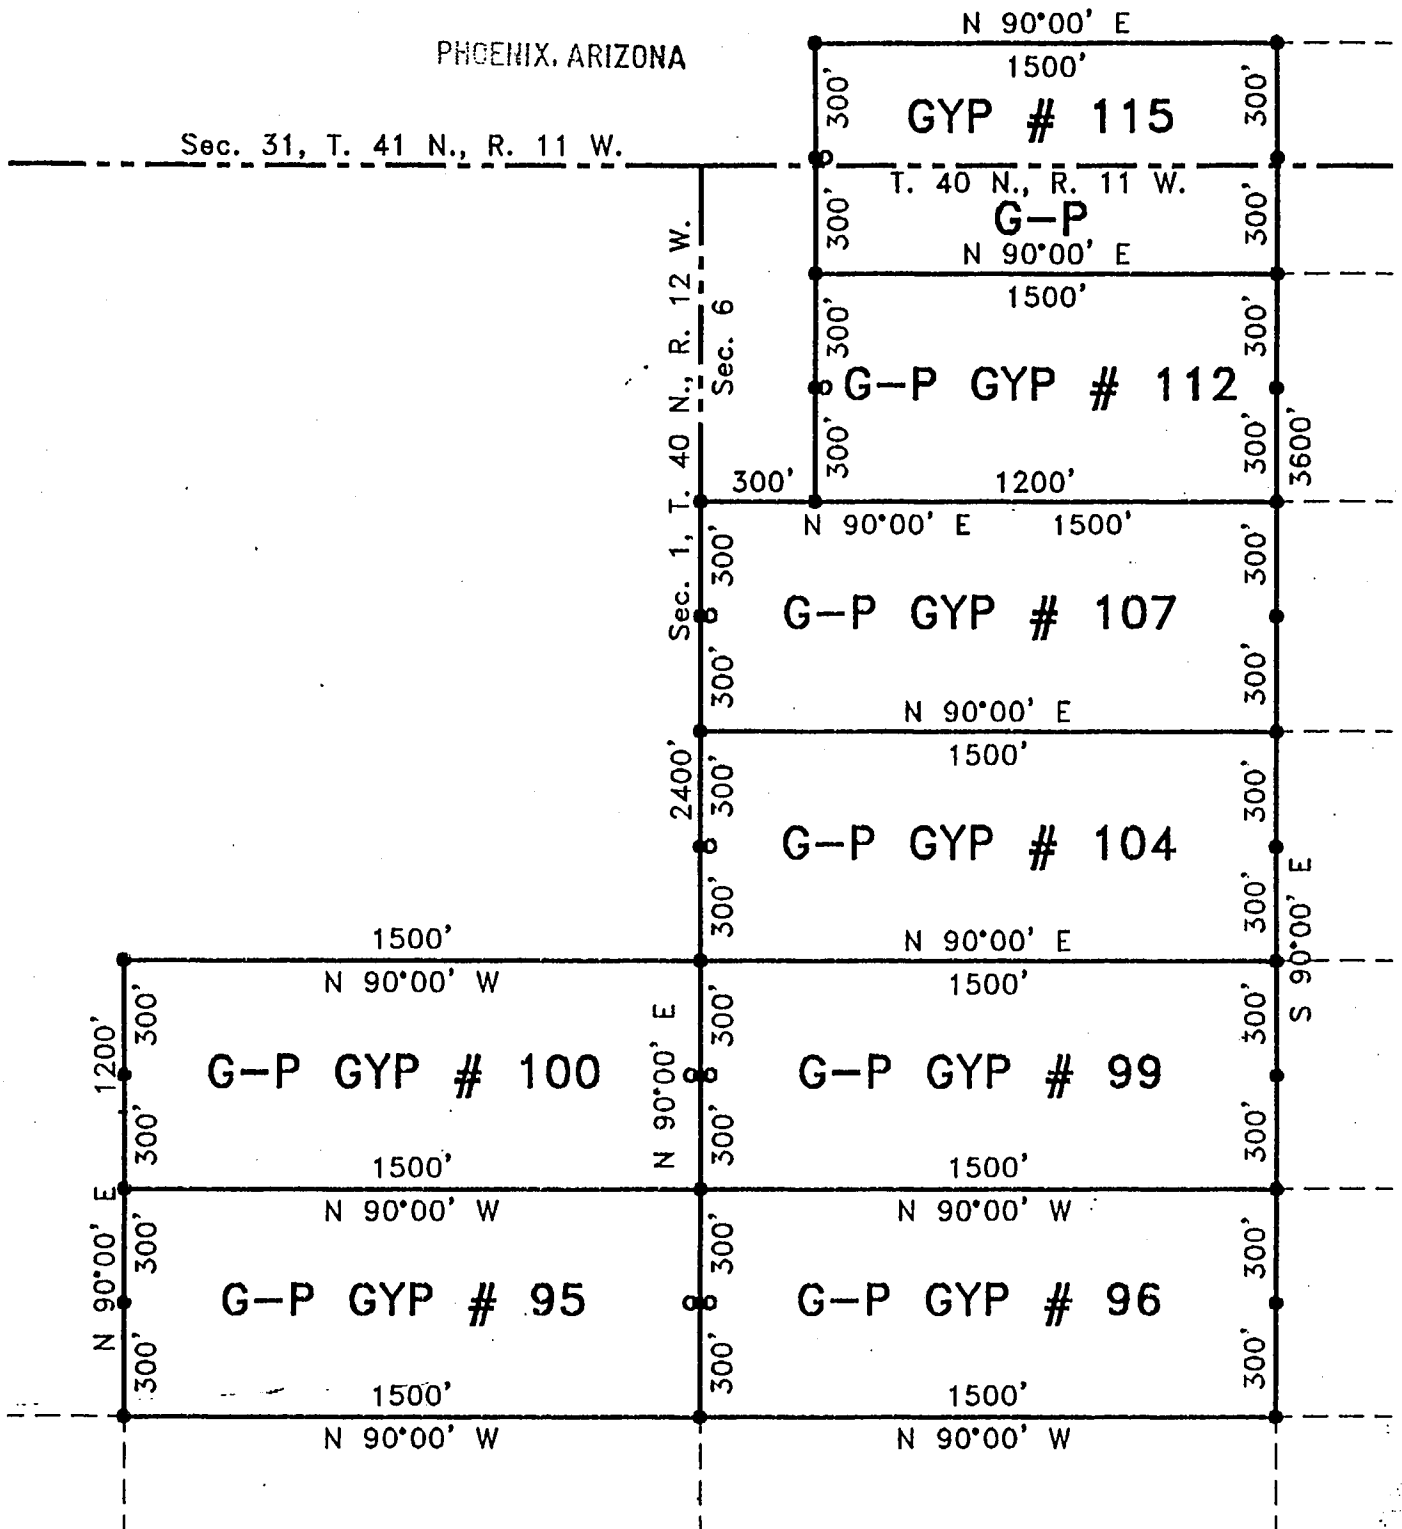 N 90°00' E
PHOENIX, ARIZONA
1500'
300'
300'
GYP # 115
Sec. 31, T. 41 N., R. 11 W.
T. 40 N., R. 11 W.
300'
300'
G-P
N 90°00' E
1500'
300'
300'
Sec. 1, T. 40 N., R. 12 W.
Sec. 6
G-P GYP # 112
300'
300'
3600'
300'
1200'
N 90°00' E
1500'
300'
300'
G-P GYP # 107
300'
300'
N 90°00' E
1500'
2400'
300'
300'
G-P GYP # 104
300'
300'
S 90°00' E
1500'
N 90°00' E
N 90°00' W
1500'
1200'
300'
N 90°00' E
300'
300'
G-P GYP # 100
G-P GYP # 99
300'
300'
300'
1500'
1500'
N 90°00' W
N 90°00' W
N 90°00' E
300'
300'
300'
G-P GYP # 95
G-P GYP # 96
300'
300'
300'
1500'
1500'
N 90°00' W
N 90°00' W